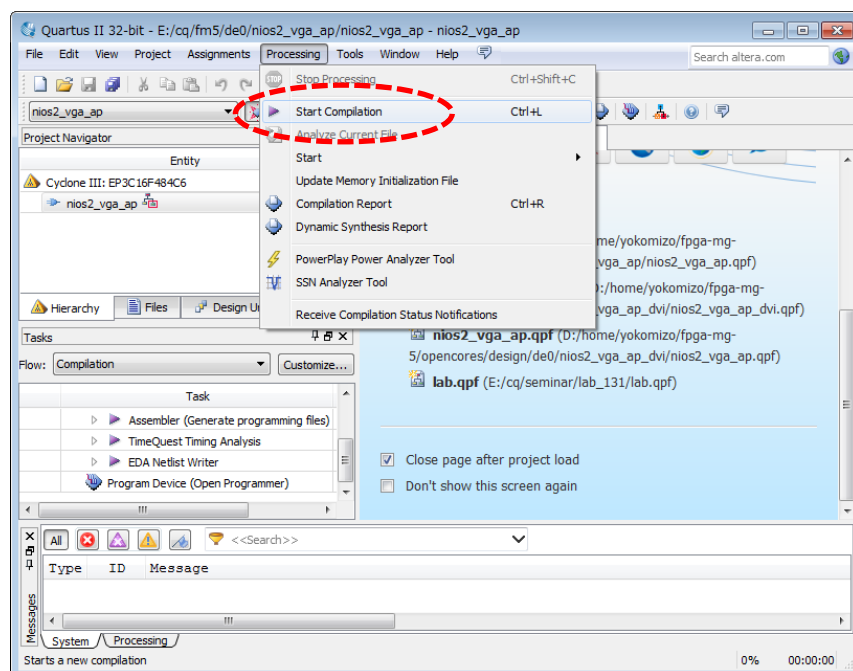 Quartus II 32-bit - E:/cq/fm5/de0/nios2_vga_ap/nios2_vga_ap - nios2_vga_ap
File Edit View Project Assignments Processing Tools Window Help
Search altera.com
Stop Processing Ctrl+Shift+C
nios2_vga_ap
Start Compilation Ctrl+L
Project Navigator
Analyze Current File
Entity
Start
Cyclone III: EP3C16F484C6
Update Memory Initialization File
nios2_vga_ap
Compilation Report Ctrl+R
Dynamic Synthesis Report
me/yokomizo/fpga-mg-
PowerPlay Power Analyzer Tool
_vga_ap/nios2_vga_ap.qpf)
SSN Analyzer Tool
):/home/yokomizo/fpga-mg-
Hierarchy Files Design Un
_vga_ap_dvi/nios2_vga_ap_dvi.qpf)
Receive Compilation Status Notifications
Tasks
nios2_vga_ap.qpf (D:/home/yokomizo/fpga-mg-
5/opencores/design/de0/nios2_vga_ap_dvi/nios2_vga_ap.qpf)
Flow: Compilation Customize...
lab.qpf (E:/cq/seminar/lab_131/lab.qpf)
Task
Assembler (Generate programming files)
TimeQuest Timing Analysis
EDA Netlist Writer
Program Device (Open Programmer)
Close page after project load
Don't show this screen again
All <<Search>>
Type ID Message
Messages
System Processing
Starts a new compilation 0% 00:00:00